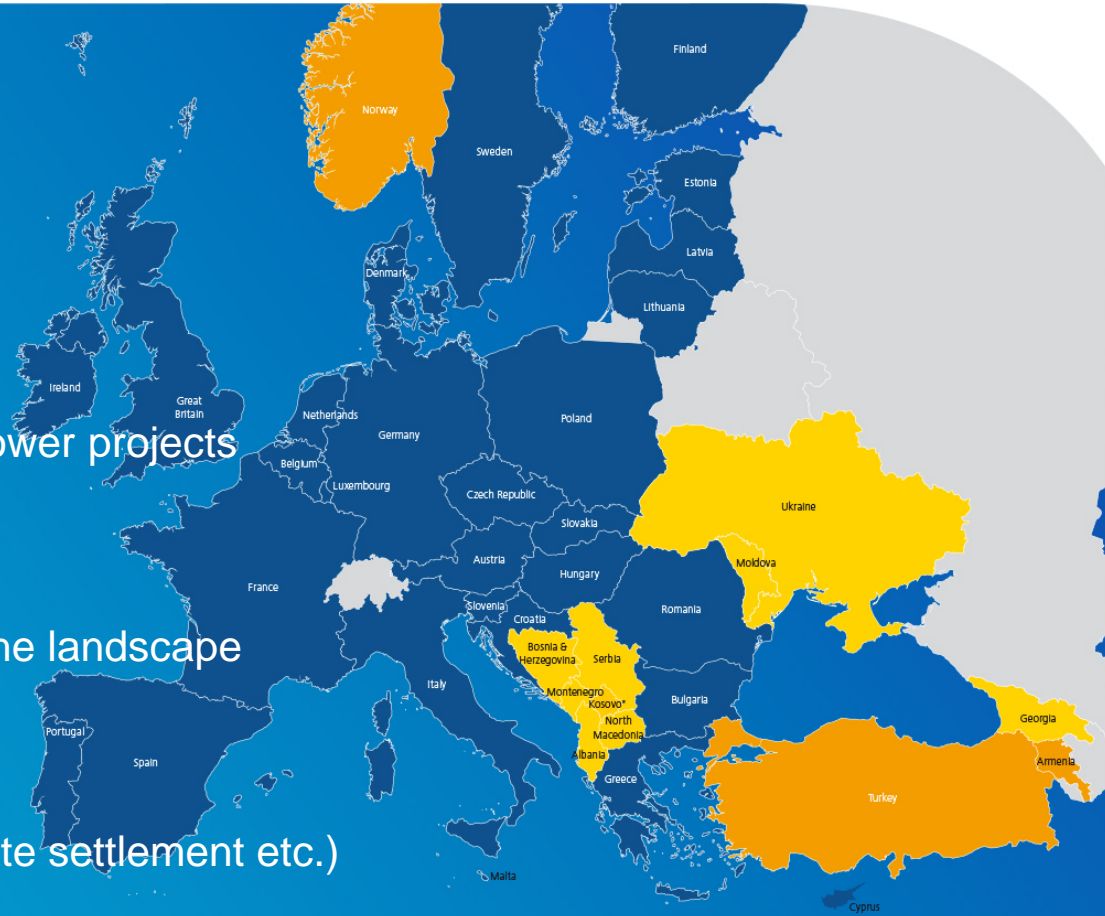 Finland
Norway
Sweden
Estonia
Latvia
Denmark
Lithuania
Ireland
Great
Britain
Netherlands
Poland
Germany
ower projects
Belgium
Luxembourg
Czech Republic
Ukraine
Slovakia
Austria
Moldova
Hungary
France
Slovenia
Romania
Croatia
ne landscape
Bosnia &
Herzegovina
Serbia
Italy
Montenegro
Kosovo*
Bulgaria
North
Macedonia
Georgia
Portugal
Albania
Spain
Armenia
Greece
Turkey
te settlement etc.)
Malta
Cyprus